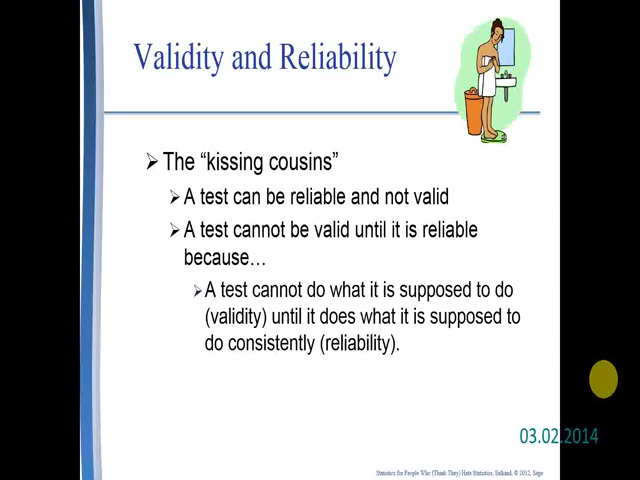 Validity and Reliability
The “kissing cousins”
A test can be reliable and not valid
A test cannot be valid until it is reliable
because…
A test cannot do what it is supposed to do
(validity) until it does what it is supposed to
do consistently (reliability).
03.02.2014
Statistics for People Who (Think They) Hate Statistics, Salkind, © 2012, Sage